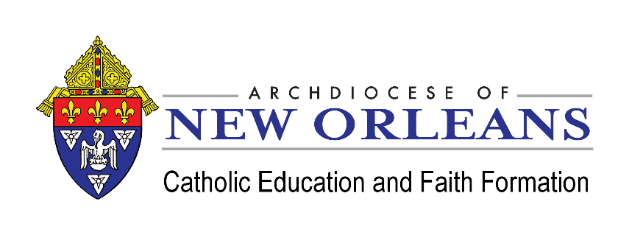 ARCHDIOCESE OF
NEW ORLEANS
Catholic Education and Faith Formation